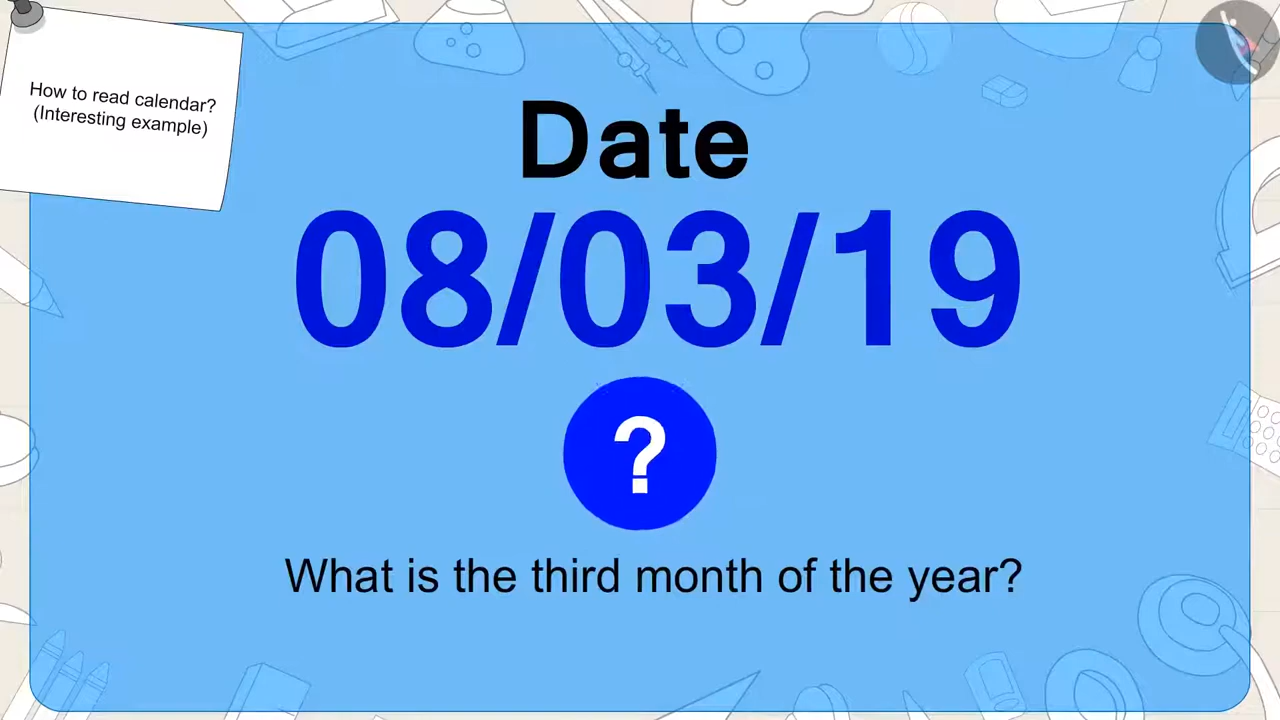 How to read calendar?
(Interesting example)
Date
08/03/19
?
What is the third month of the year?